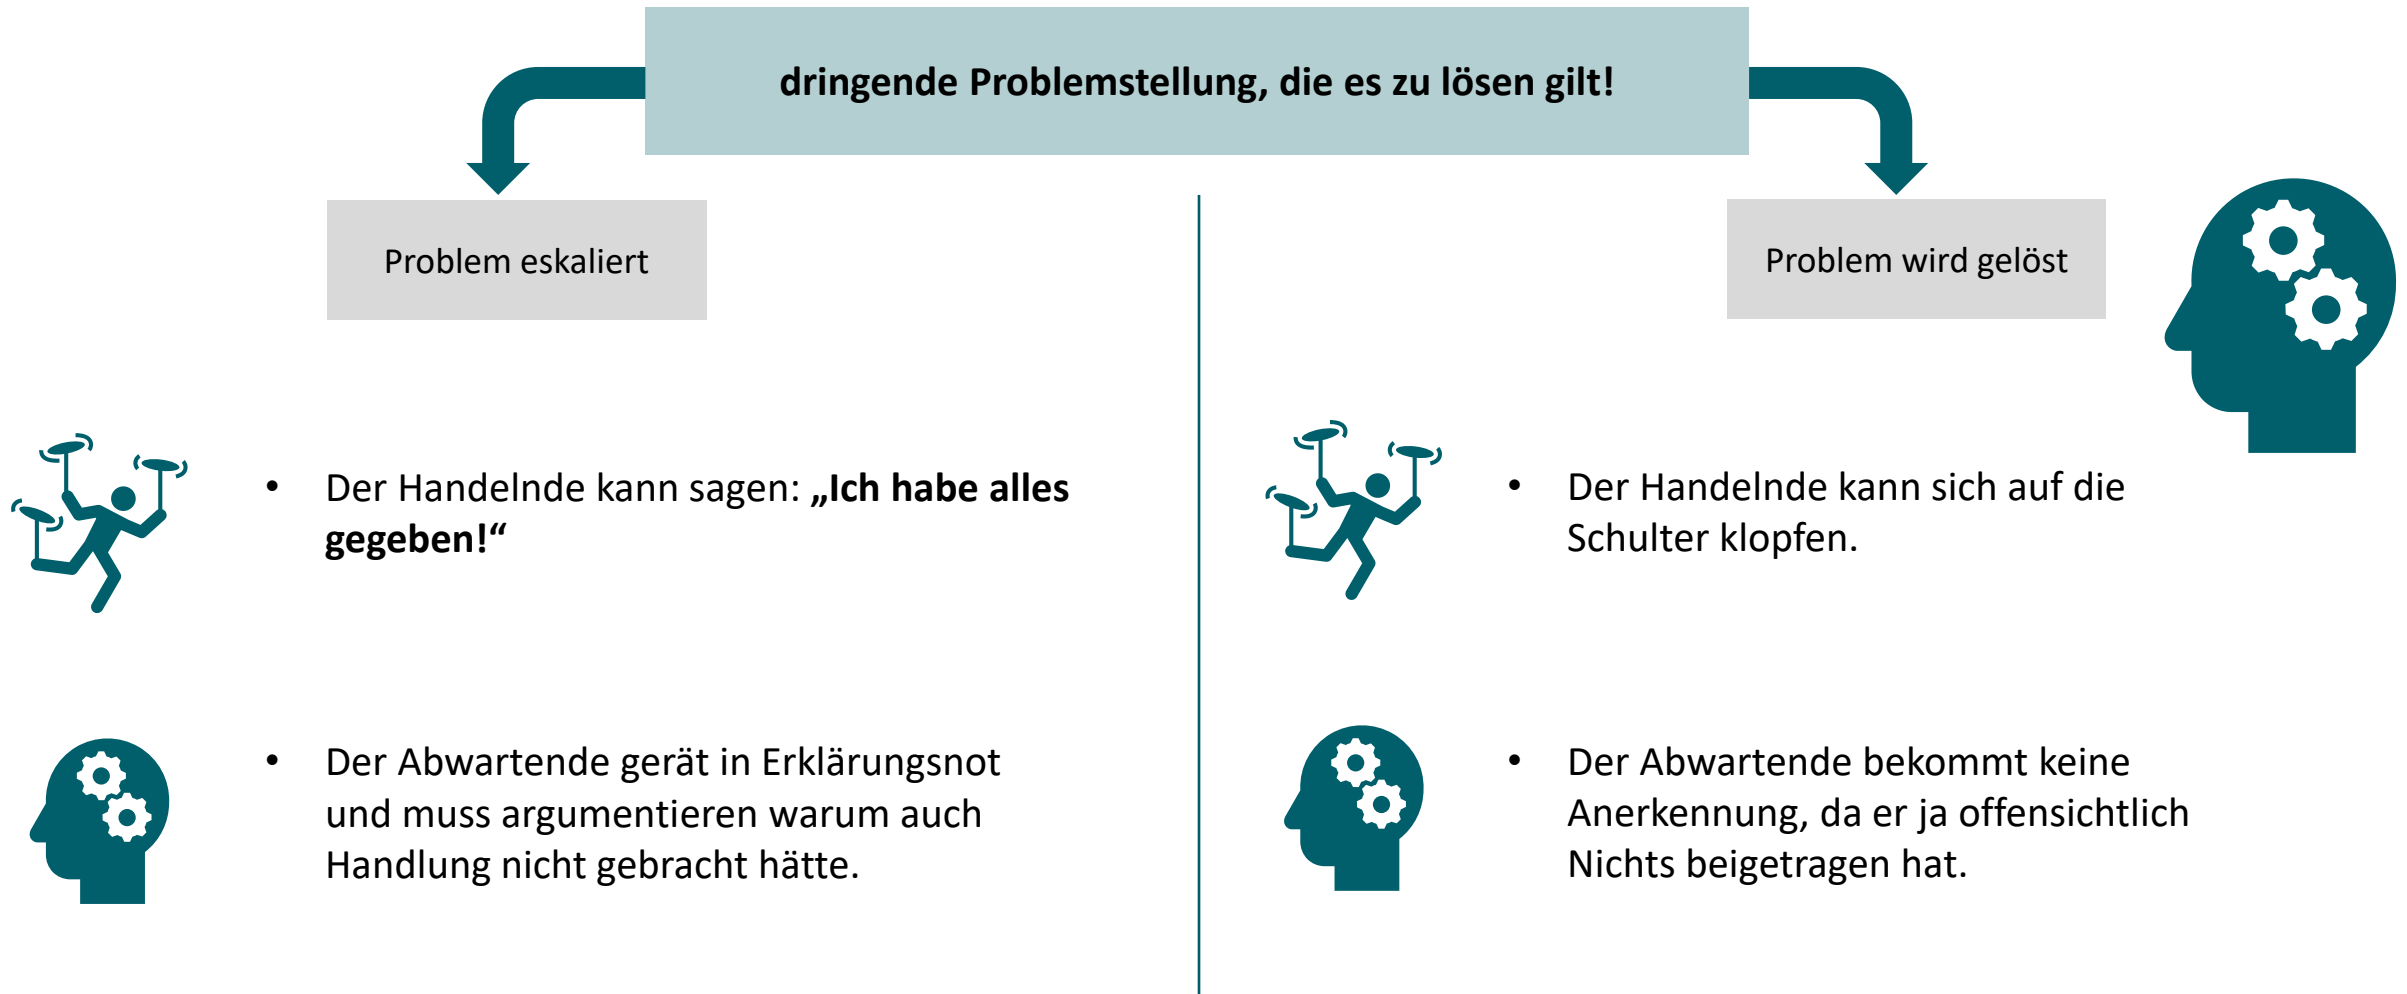 dringende Problemstellung, die es zu lösen gilt!
Problem eskaliert
• Der Handelnde kann sagen: „Ich habe alles
gegeben!“
• Der Abwartende gerät in Erklärungsnot
und muss argumentieren warum auch
Handlung nicht gebracht hätte.
Problem wird gelöst
• Der Handelnde kann sich auf die
Schulter klopfen.
• Der Abwartende bekommt keine
Anerkennung, da er ja offensichtlich
Nichts beigetragen hat.